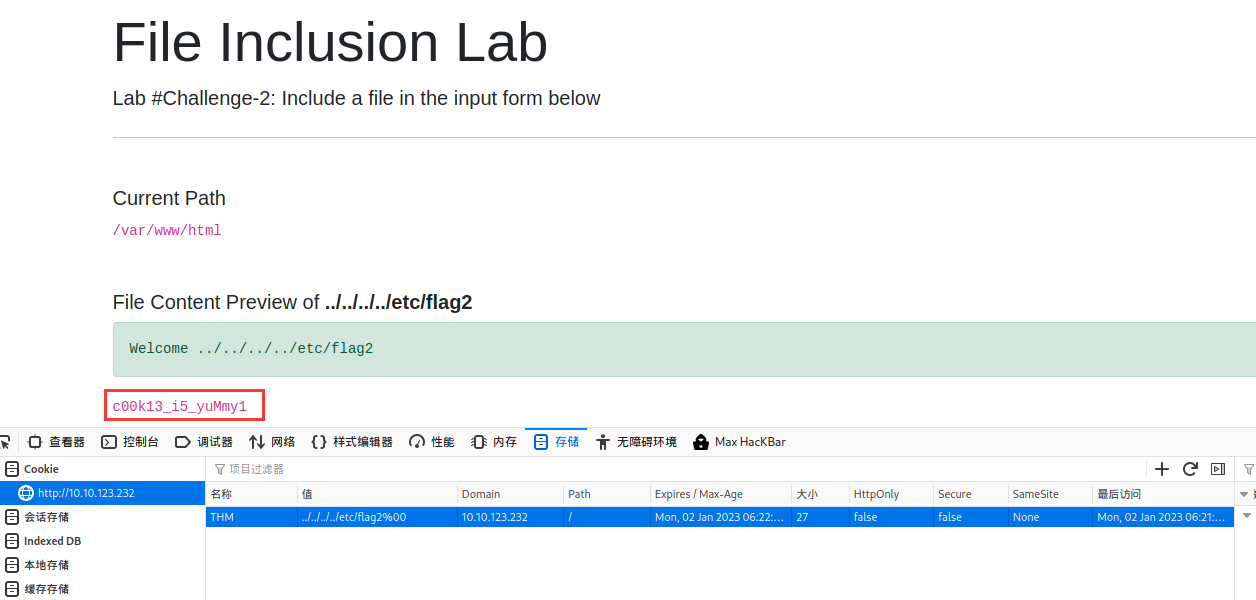 File Inclusion Lab
Lab #Challenge-2: Include a file in the input form below
Current Path
/var/www/html
File Content Preview of ../../../../etc/flag2
Welcome ../../../../etc/flag2
c00k13_i5_yuMmy1
查看器 控制台 调试器 网络 样式编辑器 性能 内存 存储 无障碍环境 Max HacKBar
Cookie 项目过滤器
http://10.10.123.232 名称 值 Domain Path Expires / Max-Age 大小 HttpOnly Secure SameSite 最后访问
会话存储 THM ../../../../etc/flag2%00 10.10.123.232 / Mon, 02 Jan 2023 06:22:... 27 false false None Mon, 02 Jan 2023 06:21:...
Indexed DB
本地存储
缓存存储